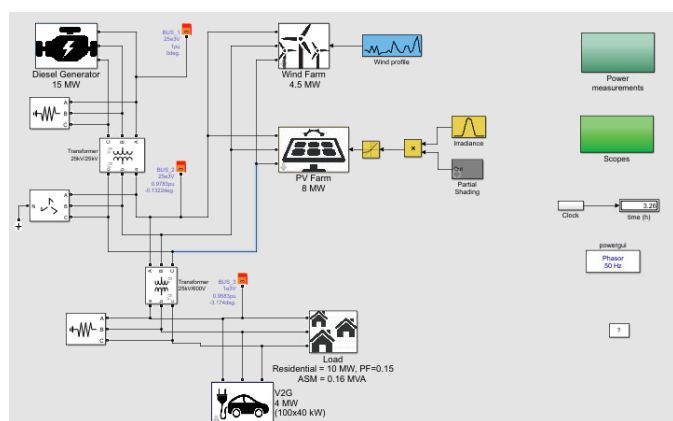 BUS_1
25e3V
1pu
0deg
Diesel Generator
15 MW
Wind Farm
4.5 MW
Wind profile
Power
measurements
A
B
C
Transformer
25kV/25kV
PV Farm
8 MW
Irradiance
Partial
Shading
Scopes
BUS_2
25e3V
0.9783pu
-0.1322deg
N
A
B
C
Clock
3.26
time (h)
powergui
Phasor
50 Hz
Transformer
25kV/600V
BUS_3
1e3V
0.9583pu
-3.174deg
A
B
C
?
Load
Residential = 10 MW, PF=0.15
ASM = 0.16 MVA
V2G
4 MW
(100x40 kW)